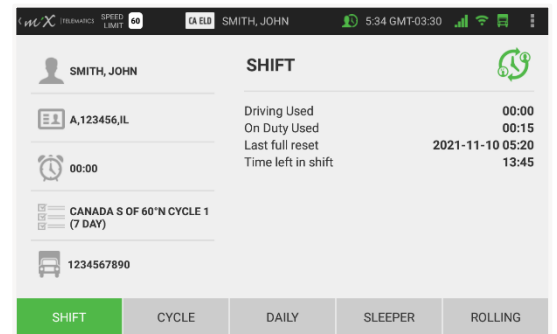 MiX TELEMATICS SPEED LIMIT 60 CA ELD SMITH, JOHN 5:34 GMT-03:30
SMITH, JOHN
A,123456,IL
00:00
CANADA S OF 60°N CYCLE 1
(7 DAY)
1234567890
SHIFT
Driving Used 00:00
On Duty Used 00:15
Last full reset 2021-11-10 05:20
Time left in shift 13:45
SHIFT CYCLE DAILY SLEEPER ROLLING